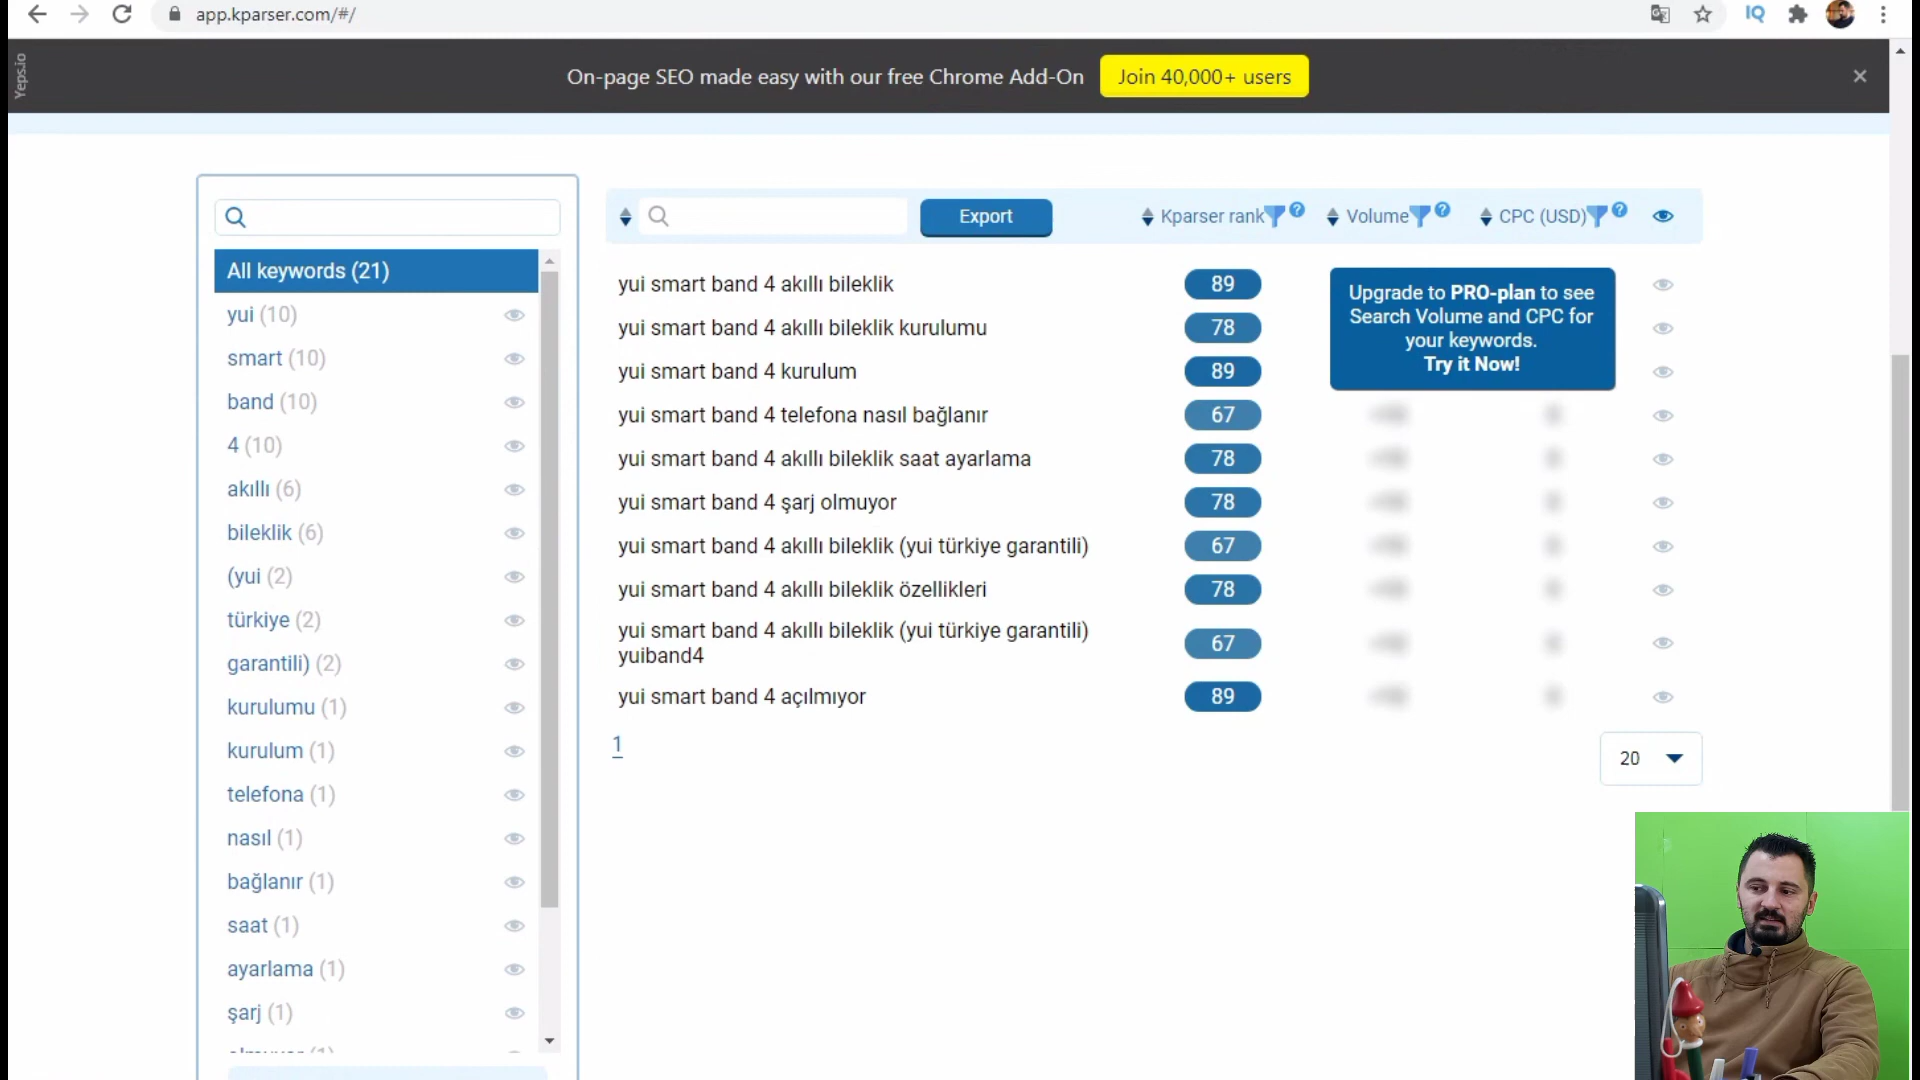 app.kparser.com/#/
IQ
Yeps.io
On-page SEO made easy with our free Chrome Add-On
Join 40,000+ users
Export
Kparser rank
?
Volume
?
CPC (USD)
?
All keywords (21)
yui (10)
smart (10)
band (10)
4 (10)
akıllı (6)
bileklik (6)
(yui (2)
türkiye (2)
garantili) (2)
kurulumu (1)
kurulum (1)
telefona (1)
nasıl (1)
bağlanır (1)
saat (1)
ayarlama (1)
şarj (1)
yui smart band 4 akıllı bileklik
89
yui smart band 4 akıllı bileklik kurulumu
78
yui smart band 4 kurulum
89
yui smart band 4 telefona nasıl bağlanır
67
yui smart band 4 akıllı bileklik saat ayarlama
78
yui smart band 4 şarj olmuyor
78
yui smart band 4 akıllı bileklik (yui türkiye garantili)
67
yui smart band 4 akıllı bileklik özellikleri
78
yui smart band 4 akıllı bileklik (yui türkiye garantili)
yuiband4
67
yui smart band 4 açılmıyor
89
Upgrade to PRO-plan to see
Search Volume and CPC for
your keywords.
Try it Now!
1
20